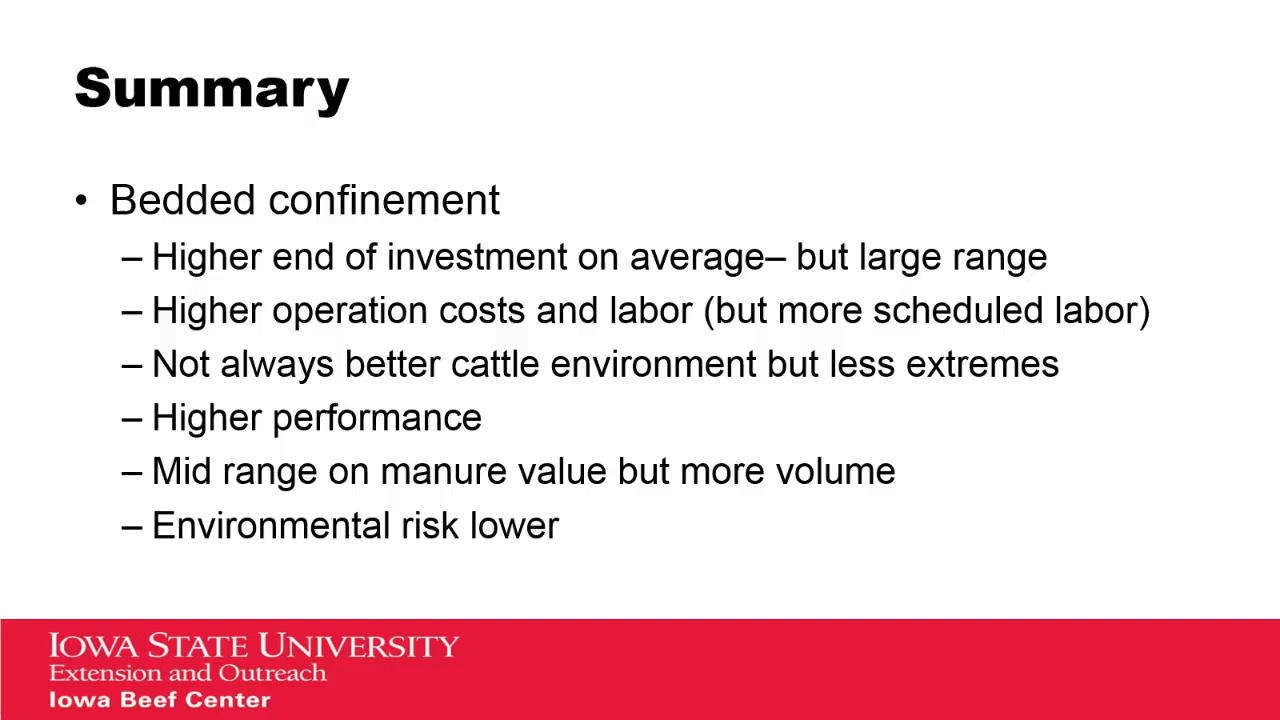 Summary
• Bedded confinement
– Higher end of investment on average– but large range
– Higher operation costs and labor (but more scheduled labor)
– Not always better cattle environment but less extremes
– Higher performance
– Mid range on manure value but more volume
– Environmental risk lower
IOWA STATE UNIVERSITY
Extension and Outreach
Iowa Beef Center